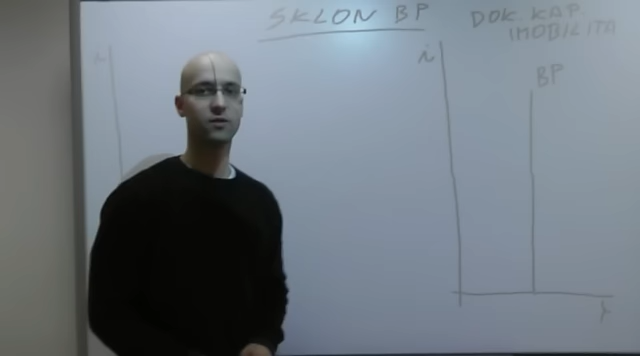 SKLON BP
DOK. KAP.
IMOBILITA
i
i
BP
Y